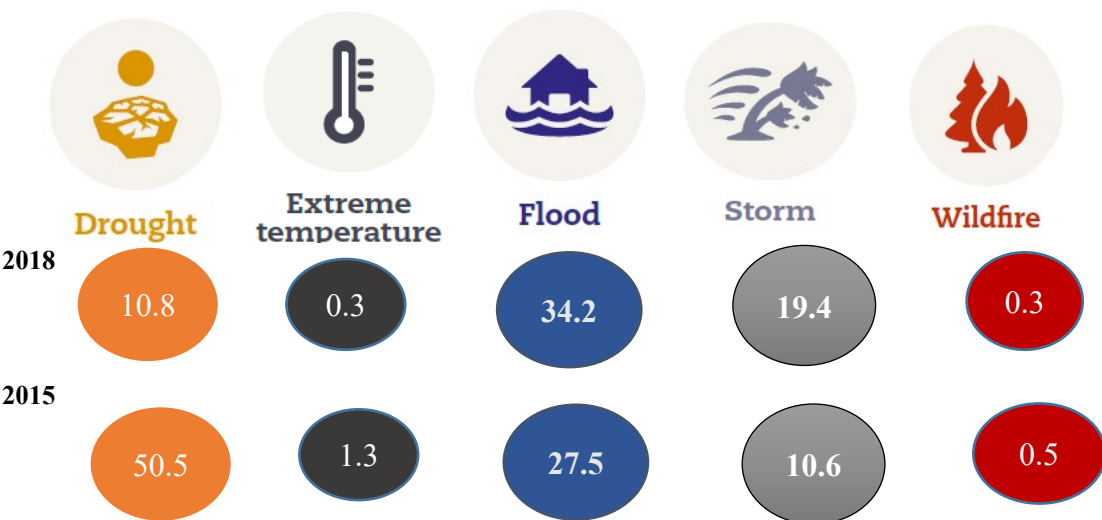 Drought
Extreme
temperature
Flood
Storm
Wildfire
2018
10.8
0.3
34.2
19.4
0.3
2015
50.5
1.3
27.5
10.6
0.5